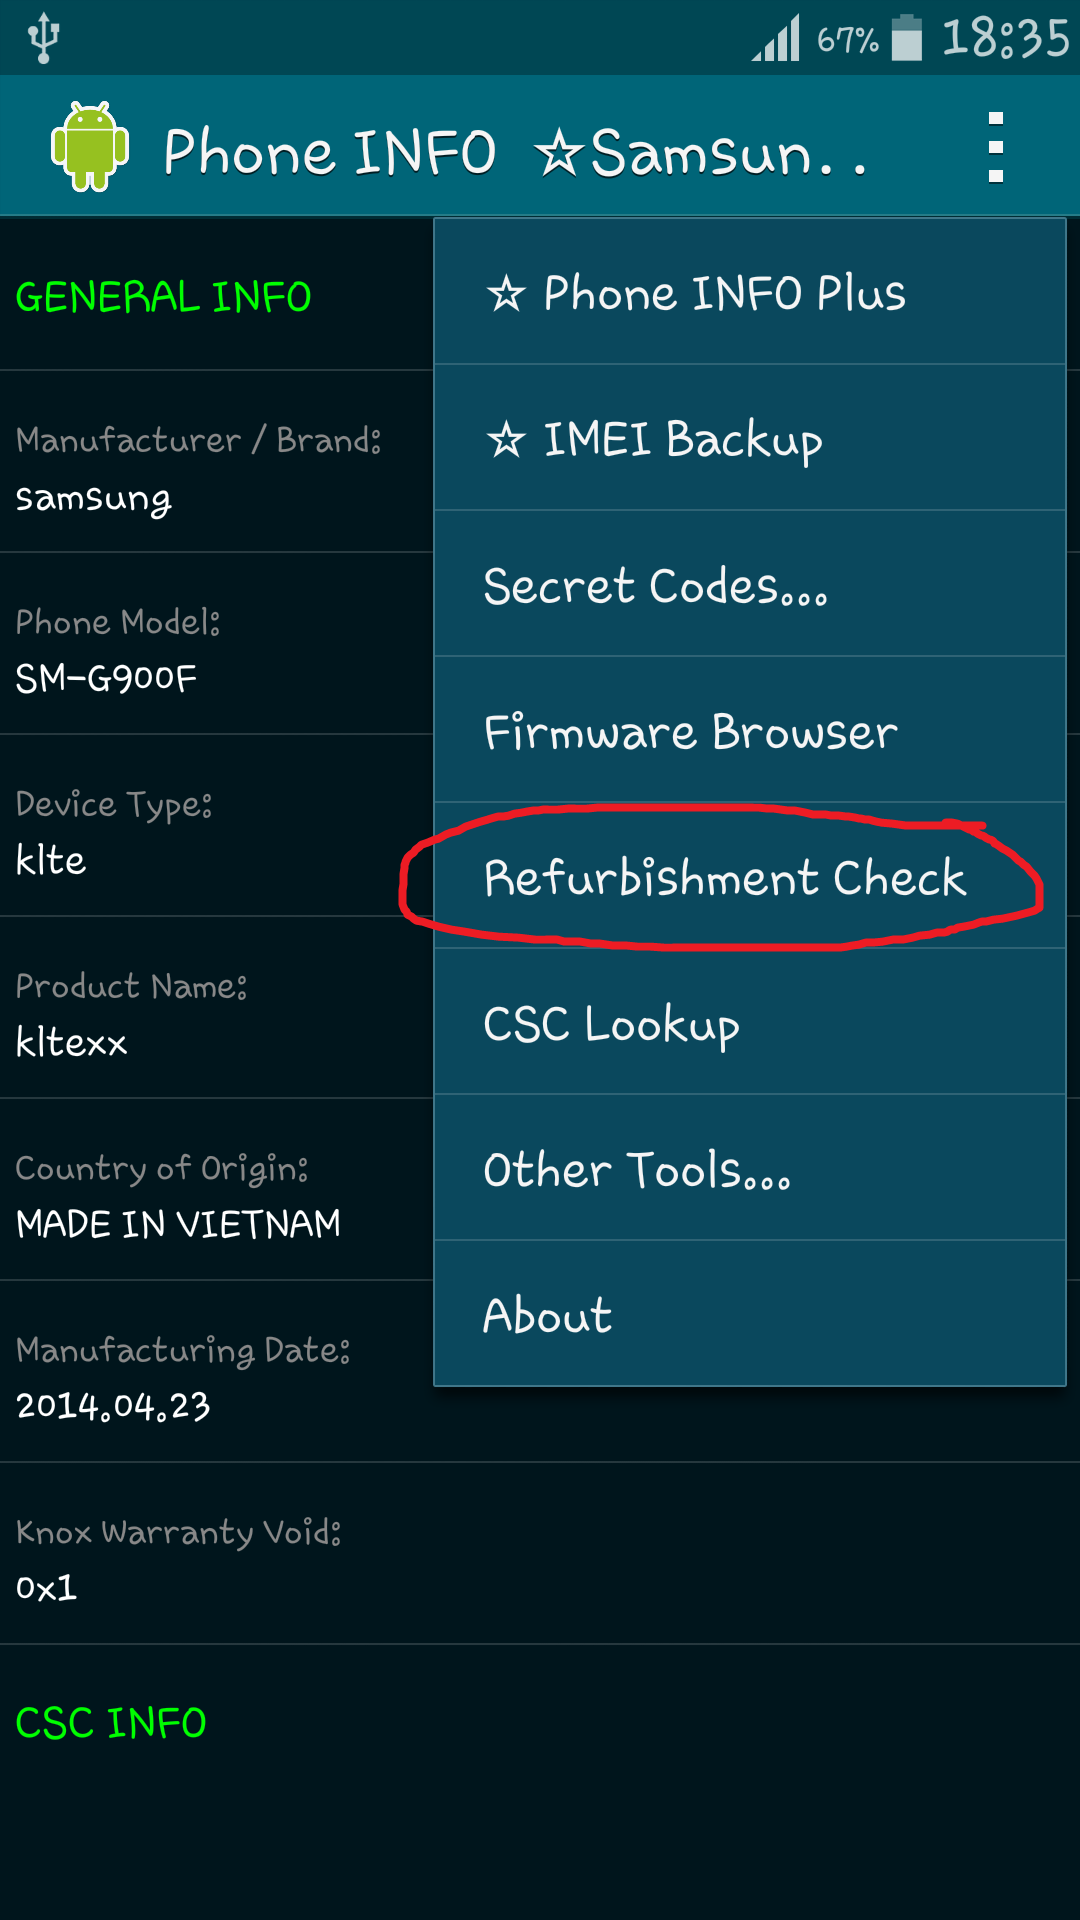 67% 18:35
Phone INFO ☆Samsun..
GENERAL INFO
Manufacturer / Brand:
samsung
Phone Model:
SM-G900F
Device Type:
klte
Product Name:
kltexx
Country of Origin:
MADE IN VIETNAM
Manufacturing Date:
2014.04.23
Knox Warranty Void:
0x1
CSC INFO
☆ Phone INFO Plus
☆ IMEI Backup
Secret Codes...
Firmware Browser
Refurbishment Check
CSC Lookup
Other Tools...
About